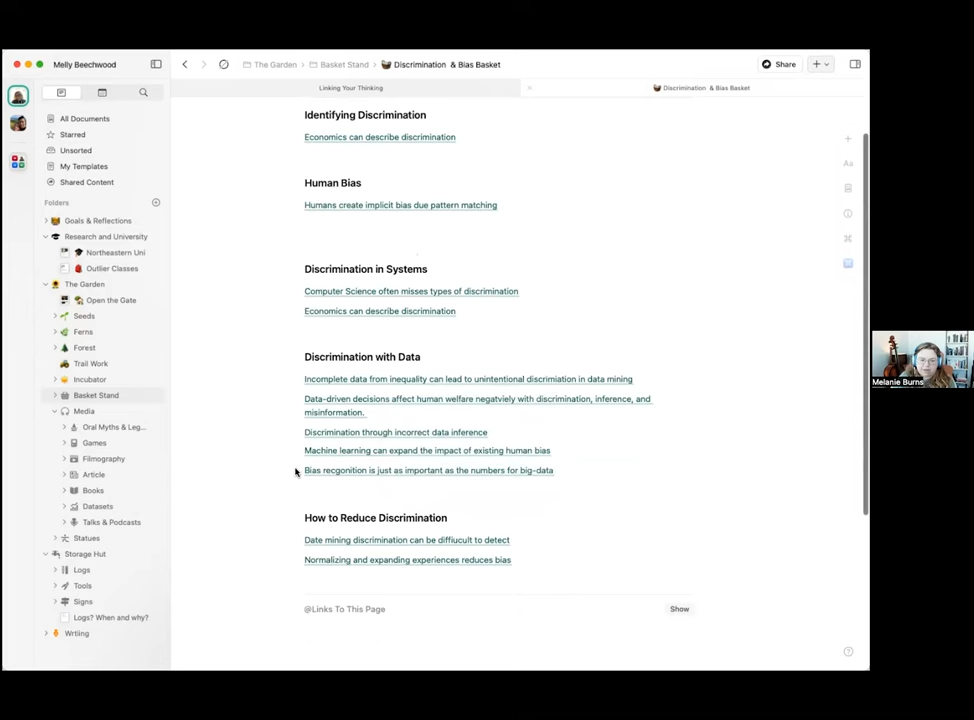 Melly Beechwood
The Garden
Basket Stand
Discrimination & Bias Basket
Share
Linking Your Thinking
Discrimination & Bias Basket
All Documents
Starred
Unsorted
My Templates
Shared Content
Folders
Goals & Reflections
Research and University
Northeastern Uni
Outlier Classes
The Garden
Open the Gate
Seeds
Ferns
Forest
Trail Work
Incubator
Basket Stand
Media
Oral Myths & Leg...
Games
Filmography
Article
Books
Datasets
Talks & Podcasts
Statues
Storage Hut
Logs
Tools
Signs
Logs? When and why?
Wrtiing
Identifying Discrimination
Economics can describe discrimination
Human Bias
Humans create implicit bias due pattern matching
Discrimination in Systems
Computer Science often misses types of discrimination
Economics can describe discrimination
Discrimination with Data
Incomplete data from inequality can lead to unintentional discrimiation in data mining
Data-driven decisions affect human welfare negatviely with discrimination, inference, and
misinformation.
Discrimination through incorrect data inference
Machine learning can expand the impact of existing human bias
Bias recgonition is just as important as the numbers for big-data
How to Reduce Discrimination
Date mining discrimination can be diffiucult to detect
Normalizing and expanding experiences reduces bias
@Links To This Page
Show
Aa
Melanie Burns